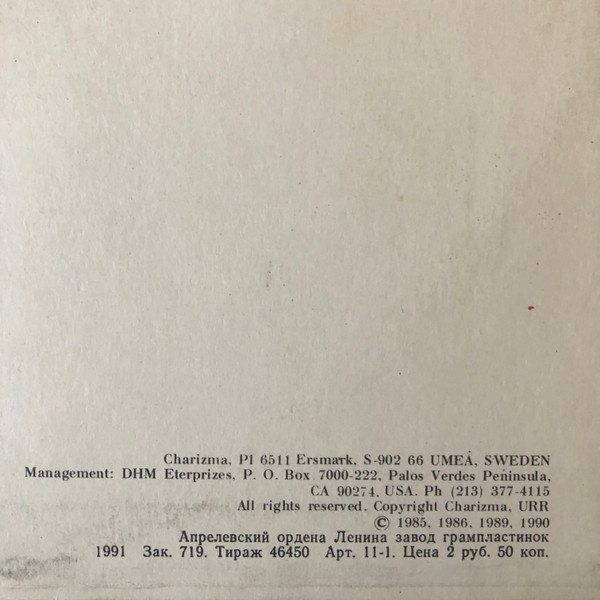 Charizma, Pl 6511 Ersmark, S-902 66 UMEÅ, SWEDEN
Management: DHM Eterprizes, P. O. Box 7000-222, Palos Verdes Peninsula,
CA 90274, USA. Ph (213) 377-4115
All rights reserved. Copyright Charizma, URR
© 1985, 1986, 1989, 1990
Апрелевский ордена Ленина завод грампластинок
1991 Зак. 719. Тираж 46450 Арт. 11-1. Цена 2 руб. 50 коп.